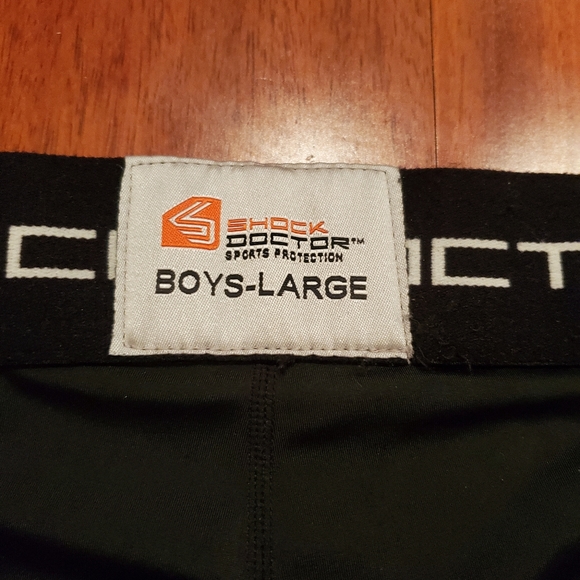 SHOCK
DOCTOR™
SPORTS PROTECTION
BOYS-LARGE